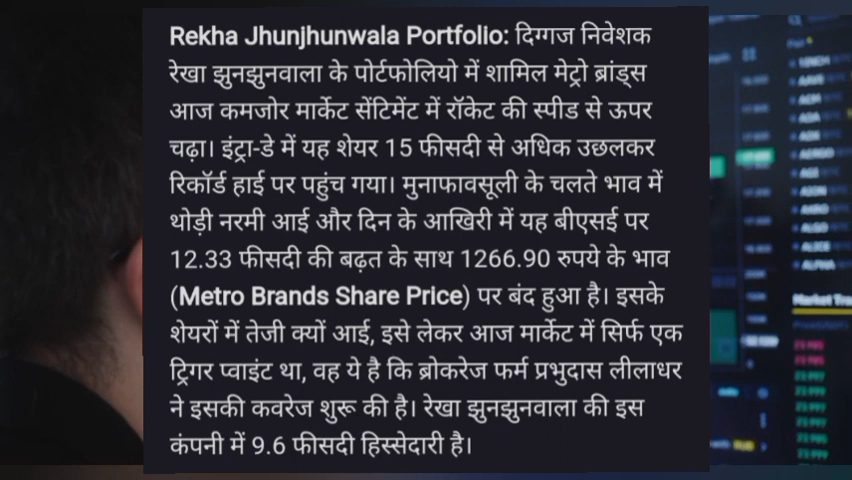 Rekha Jhunjhunwala Portfolio: दिग्गज निवेशक
रेखा झुनझुनवाला के पोर्टफोलियो में शामिल मेट्रो ब्रांड्स
आज कमजोर मार्केट सेंटिमेंट में रॉकेट की स्पीड से ऊपर
चढ़ा। इंट्रा-डे में यह शेयर 15 फीसदी से अधिक उछलकर
रिकॉर्ड हाई पर पहुंच गया। मुनाफावसूली के चलते भाव में
थोड़ी नरमी आई और दिन के आखिरी में यह बीएसई पर
12.33 फीसदी की बढ़त के साथ 1266.90 रुपये के भाव
(Metro Brands Share Price) पर बंद हुआ है। इसके
शेयरों में तेजी क्यों आई, इसे लेकर आज मार्केट में सिर्फ एक
ट्रिगर प्वाइंट था, वह ये है कि ब्रोकरेज फर्म प्रभुदास लीलाधर
ने इसकी कवरेज शुरू की है। रेखा झुनझुनवाला की इस
कंपनी में 9.6 फीसदी हिस्सेदारी है।